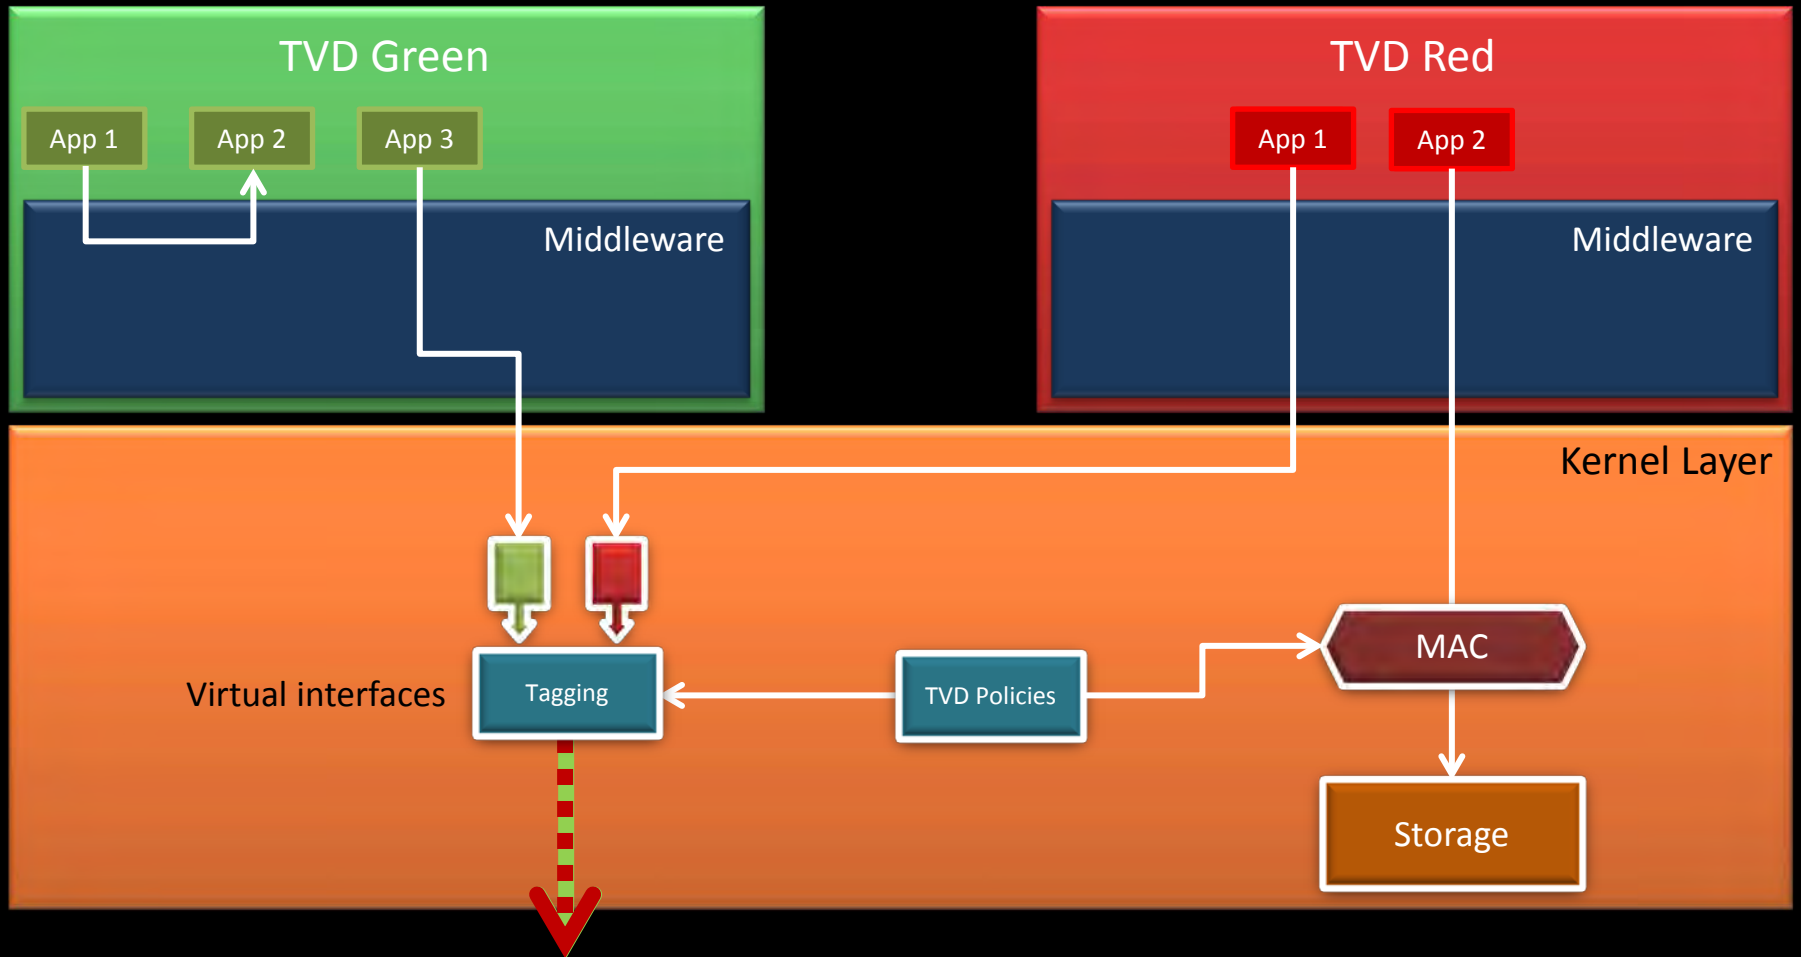 TVD Green
TVD Red
App 1
App 2
App 3
App 1
App 2
Middleware
Middleware
Kernel Layer
MAC
Virtual interfaces
Tagging
TVD Policies
Storage